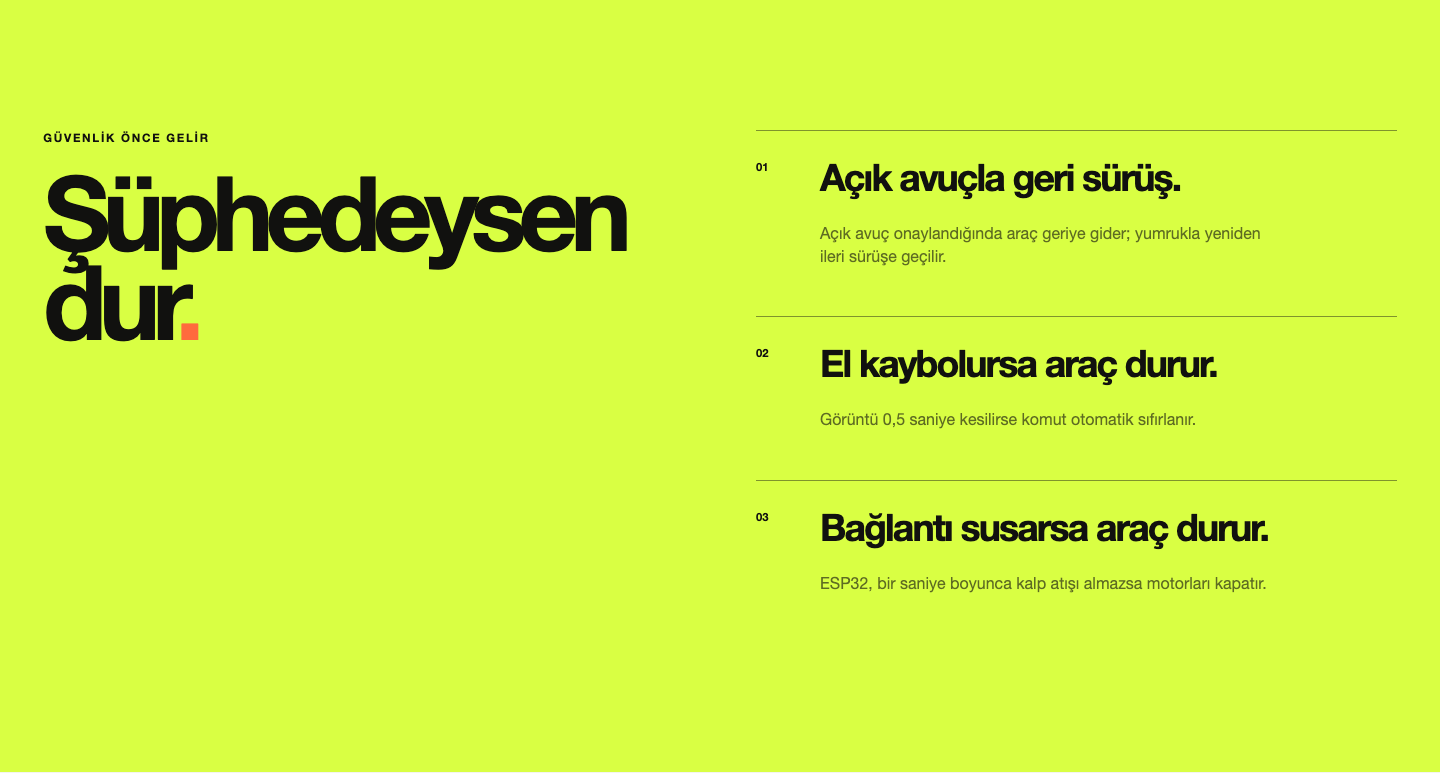 GÜVENLİK ÖNCE GELİR
Şüphedeysen
dur.
01
Açık avuçla geri sürüş.
Açık avuç onaylandığında araç geriye gider; yumrukla yeniden
ileri sürüşe geçilir.
02
El kaybolursa araç durur.
Görüntü 0,5 saniye kesilirse komut otomatik sıfırlanır.
03
Bağlantı susarsa araç durur.
ESP32, bir saniye boyunca kalp atışı almazsa motorları kapatır.